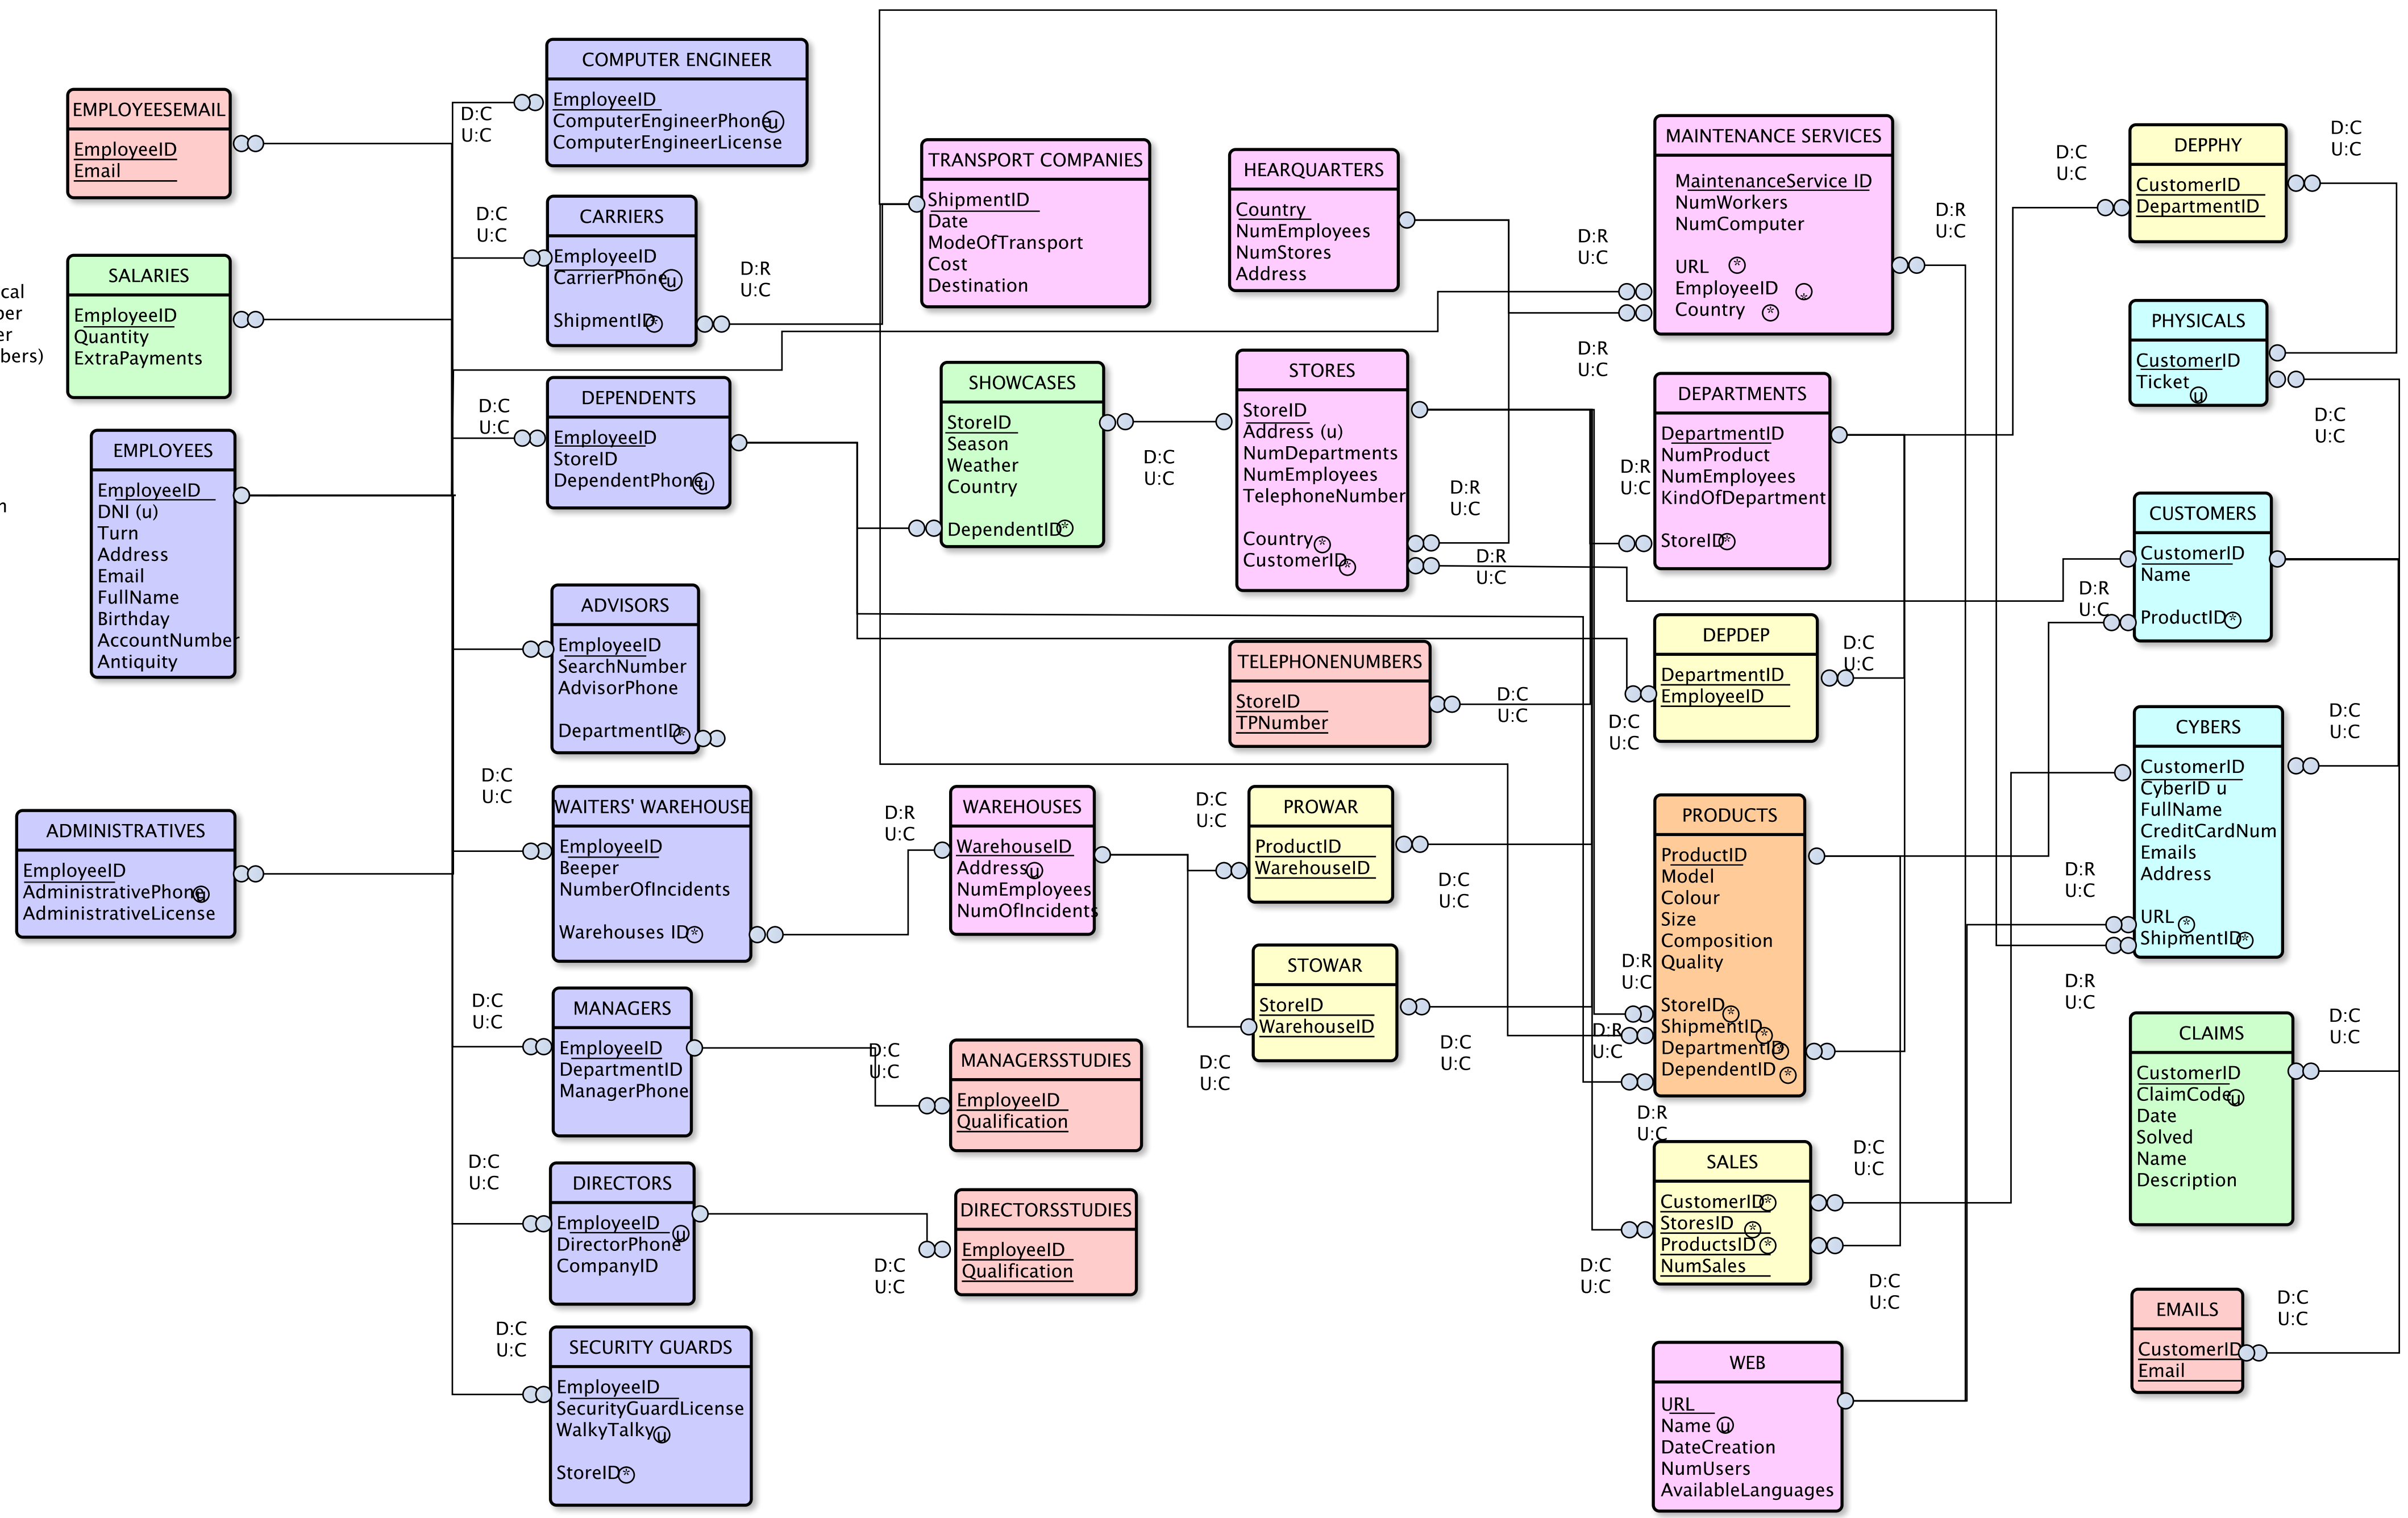 cal
per
er
bers)
n
EMPLOYEESEMAIL
EmployeeID
Email
SALARIES
EmployeeID
Quantity
ExtraPayments
EMPLOYEES
EmployeeID
DNI (u)
Turn
Address
Email
FullName
Birthday
AccountNumber
Antiquity
ADMINISTRATIVES
EmployeeID
AdministrativePhone u
AdministrativeLicense
D:C
U:C
COMPUTER ENGINEER
EmployeeID
ComputerEngineerPhone u
ComputerEngineerLicense
D:C
U:C
CARRIERS
EmployeeID
CarrierPhone u
ShipmentID *
D:R
U:C
D:C
U:C
DEPENDENTS
EmployeeID
StoreID
DependentPhone u
ADVISORS
EmployeeID
SearchNumber
AdvisorPhone
DepartmentID *
D:C
U:C
WAITERS' WAREHOUSE
EmployeeID
Beeper
NumberOfIncidents
Warehouses ID *
D:C
U:C
MANAGERS
EmployeeID
DepartmentID
ManagerPhone
D:C
U:C
DIRECTORS
EmployeeID
DirectorPhone u
CompanyID
D:C
U:C
SECURITY GUARDS
EmployeeID
SecurityGuardLicense
WalkyTalky u
StoreID *
TRANSPORT COMPANIES
ShipmentID
Date
ModeOfTransport
Cost
Destination
SHOWCASES
StoreID
Season
Weather
Country
DependentID *
D:C
U:C
D:R
U:C
WAREHOUSES
WarehouseID
Address u
NumEmployees
NumOfIncidents
D:C
U:C
MANAGERSSTUDIES
EmployeeID
Qualification
DIRECTORSSTUDIES
EmployeeID
Qualification
D:C
U:C
HEARQUARTERS
Country
NumEmployees
NumStores
Address
STORES
StoreID
Address (u)
NumDepartments
NumEmployees
TelephoneNumber
Country *
CustomerID *
D:R
U:C
D:R
U:C
TELEPHONENUMBERS
StoreID
TPNumber
D:C
U:C
D:C
U:C
PROWAR
ProductID
WarehouseID
D:C
U:C
STOWAR
StoreID
WarehouseID
D:C
U:C
D:C
U:C
D:R
U:C
MAINTENANCE SERVICES
MaintenanceService ID
NumWorkers
NumComputer
URL *
EmployeeID *
Country *
D:R
U:C
D:R
U:C
DEPARTMENTS
DepartmentID
NumProduct
NumEmployees
KindOfDepartment
StoreID *
D:R
U:C
DEPDEP
DepartmentID
EmployeeID
D:C
U:C
D:C
U:C
PRODUCTS
ProductID
Model
Colour
Size
Composition
Quality
StoreID *
ShipmentID *
DepartmentID *
DependentID *
D:R
U:C
D:R
U:C
D:R
U:C
SALES
CustomerID *
StoresID *
ProductsID *
NumSales
D:C
U:C
D:C
U:C
D:C
U:C
WEB
URL
Name u
DateCreation
NumUsers
AvailableLanguages
D:C
U:C
DEPPHY
CustomerID
DepartmentID
D:C
U:C
PHYSICALS
CustomerID
Ticket
u
D:C
U:C
CUSTOMERS
CustomerID
Name
ProductID *
D:R
U:C
CYBERS
CustomerID
CyberID u
FullName
CreditCardNum
Emails
Address
URL *
ShipmentID *
D:C
U:C
D:R
U:C
D:R
U:C
CLAIMS
CustomerID
ClaimCode u
Date
Solved
Name
Description
D:C
U:C
EMAILS
CustomerID
Email
D:C
U:C